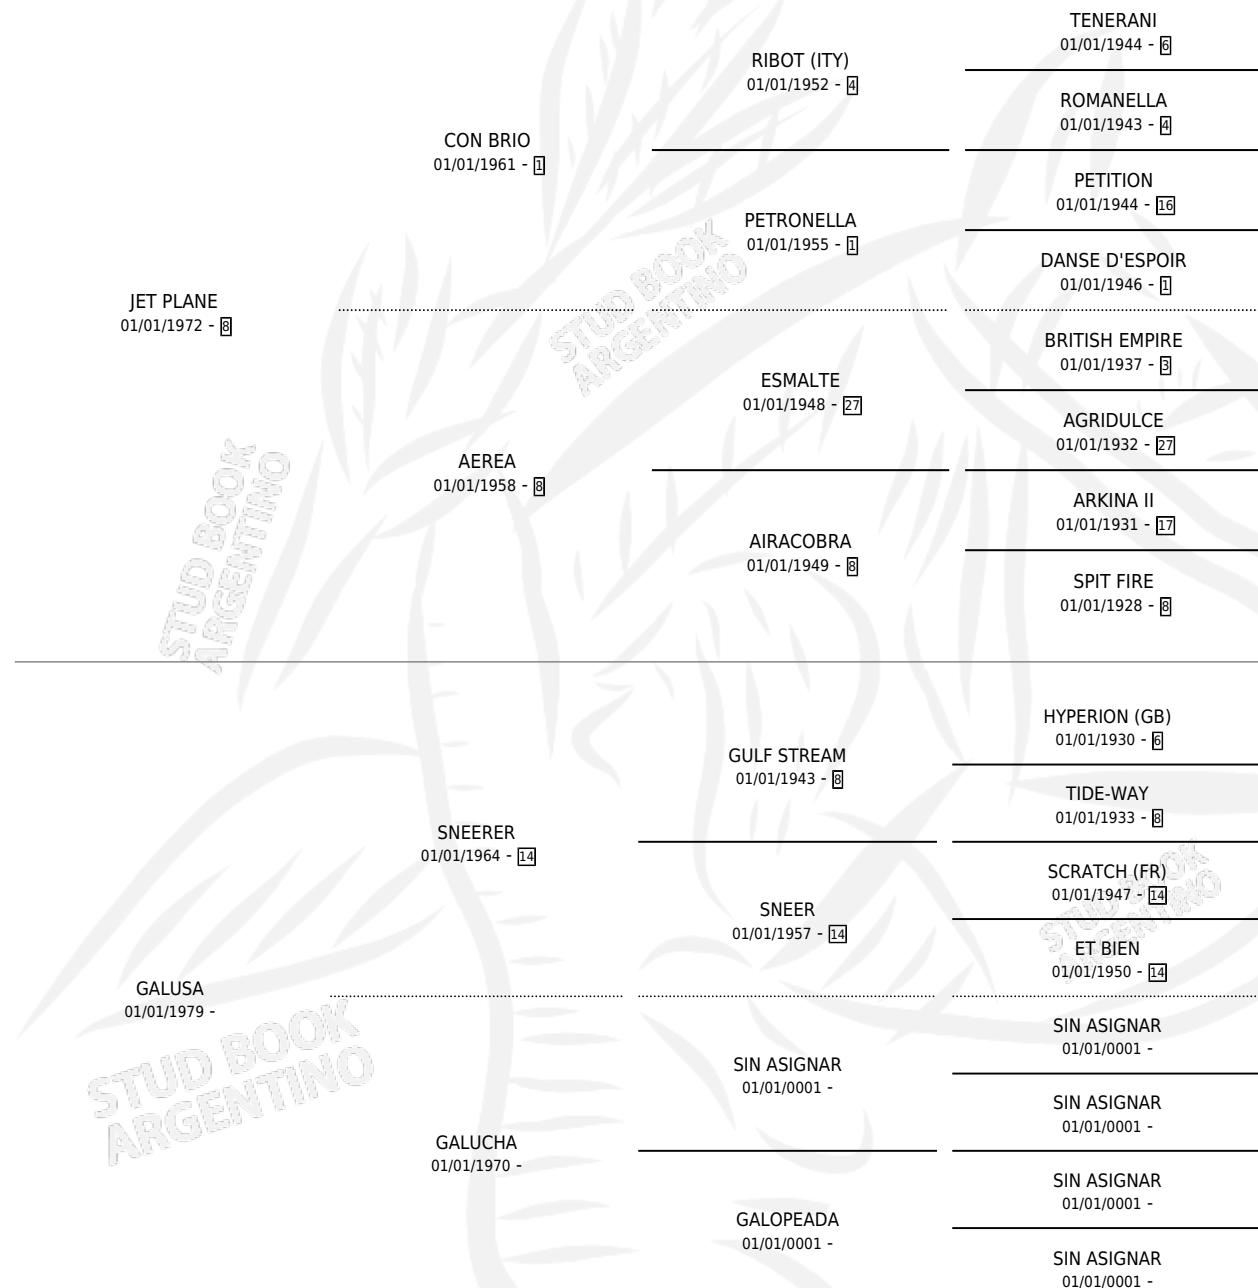 JET PLANE
01/01/1972 - 8
CON BRIO
01/01/1961 - 1
AEREA
01/01/1958 - 8
RIBOT (ITY)
01/01/1952 - 4
PETRONELLA
01/01/1955 - 1
ESMALTE
01/01/1948 - 27
AIRACOBRA
01/01/1949 - 8
TENERANI
01/01/1944 - 6
ROMANELLA
01/01/1943 - 4
PETITION
01/01/1944 - 16
DANSE D'ESPOIR
01/01/1946 - 1
BRITISH EMPIRE
01/01/1937 - 3
AGRIDULCE
01/01/1932 - 27
ARKINA II
01/01/1931 - 17
SPIT FIRE
01/01/1928 - 8
STUD BOOK
ARGENTINO
STUD BOOK
ARGENTINO
GALUSA
01/01/1979 -
SNEERER
01/01/1964 - 14
GALUCHA
01/01/1970 -
GULF STREAM
01/01/1943 - 8
SNEER
01/01/1957 - 14
SIN ASIGNAR
01/01/0001 -
GALOPEADA
01/01/0001 -
HYPERION (GB)
01/01/1930 - 6
TIDE-WAY
01/01/1933 - 8
SCRATCH (FR)
01/01/1947 - 14
ET BIEN
01/01/1950 - 14
SIN ASIGNAR
01/01/0001 -
SIN ASIGNAR
01/01/0001 -
SIN ASIGNAR
01/01/0001 -
SIN ASIGNAR
01/01/0001 -
STUD BOOK
ARGENTINO
STUD BOOK
ARGENTINO